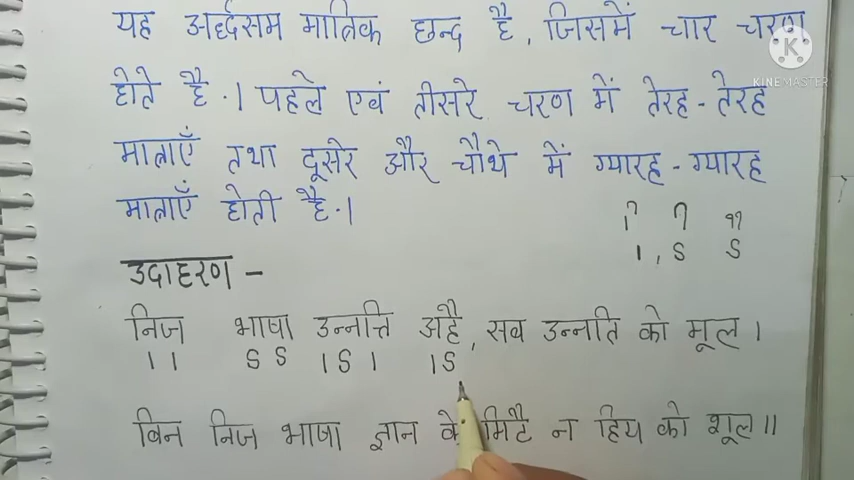 यह अर्द्धसम मात्रिक छन्द है, जिसमें चार चरण
होते है.। पहले एवं तीसरे चरण में तेरह-तेरह
मात्राएँ तथा दूसरे और चौथे में ग्यारह-ग्यारह
मात्राएँ होती है.।
। , S S
उदाहरण -
निज भाषा उन्नत्ति अहै, सव उन्नति को मूल।
।। S S । S । । S
विन निज भाषा ज्ञान के मिटै न हिय को शूल॥
KINEMASTER